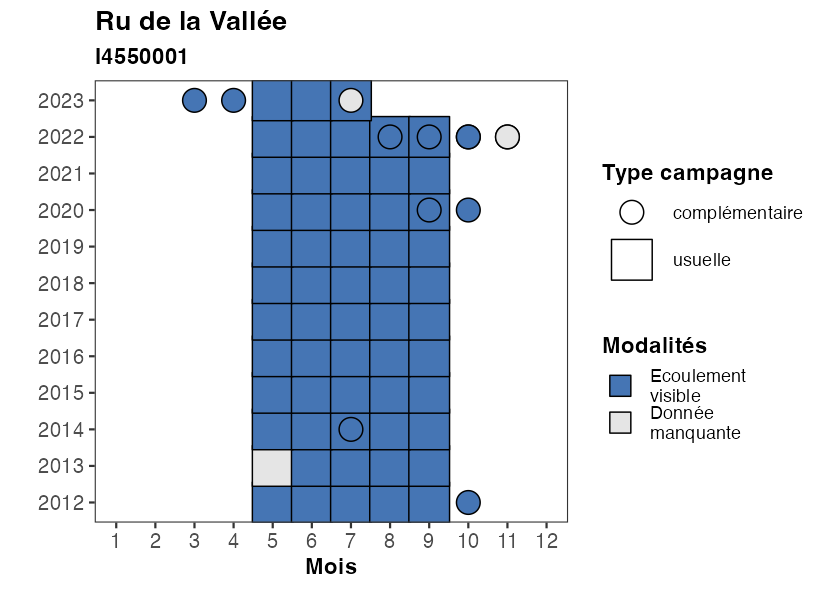 Ru de la Vallée
I4550001
2023
2022
2021
2020
2019
2018
2017
2016
2015
2014
2013
2012
1 2 3 4 5 6 7 8 9 10 11 12
Mois
Type campagne
complémentaire
usuelle
Modalités
Ecoulement
visible
Donnée
manquante